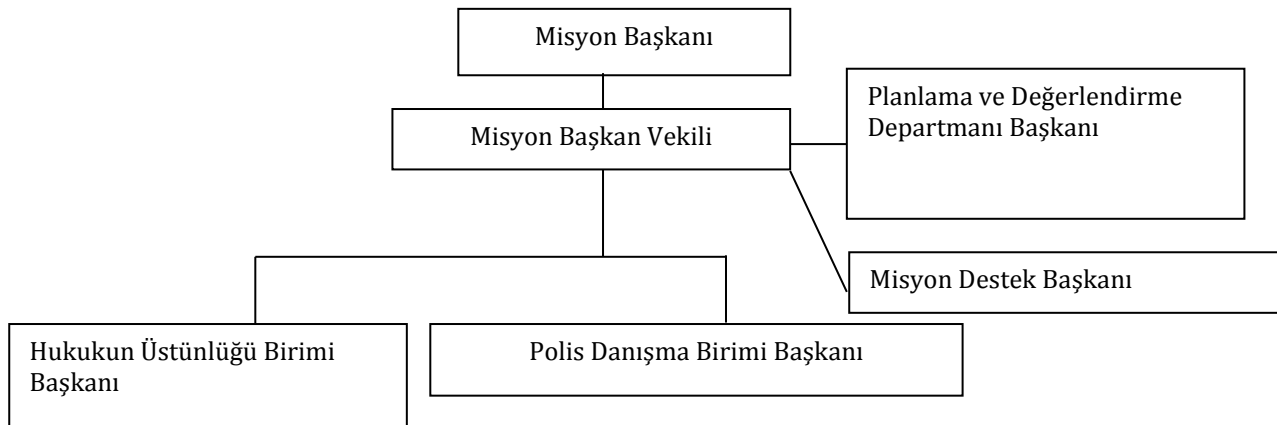 Misyon Başkanı
Misyon Başkan Vekili
Planlama ve Değerlendirme
Departmanı Başkanı
Misyon Destek Başkanı
Hukukun Üstünlüğü Birimi
Başkanı
Polis Danışma Birimi Başkanı